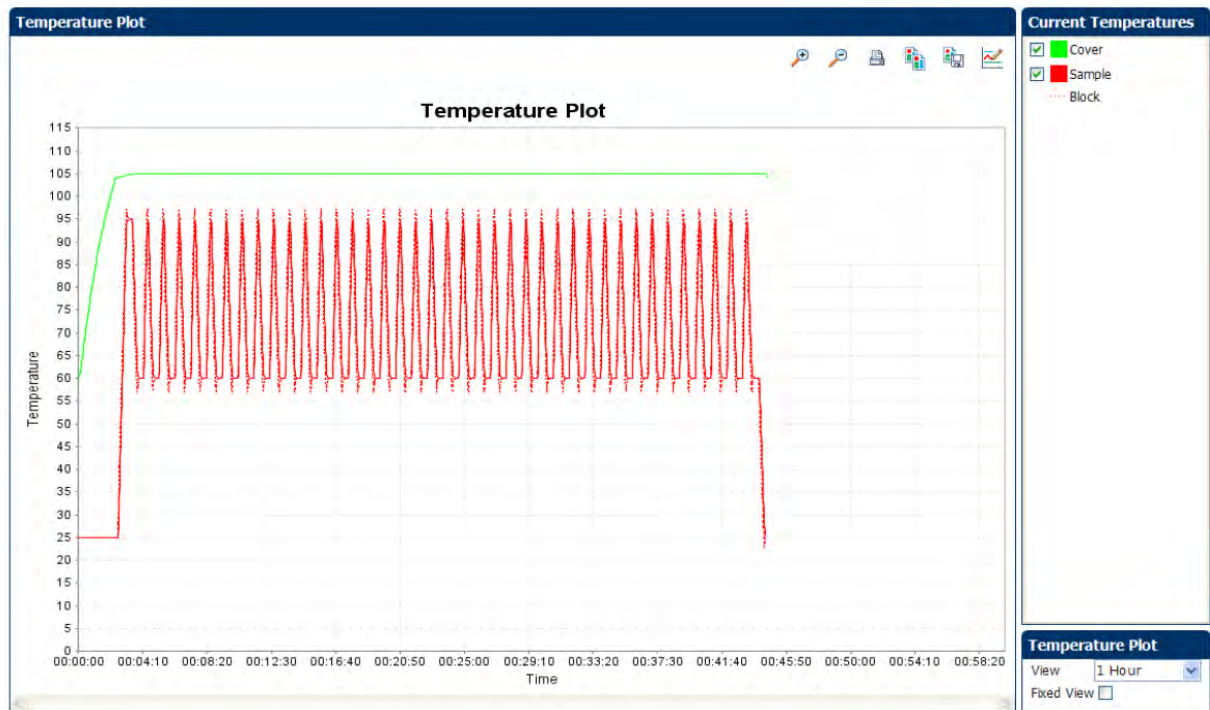 Temperature Plot
Temperature Plot
115
110
105
100
95
90
85
80
75
70
65
60
55
50
45
40
35
30
25
20
15
10
5
0
Temperature
00:00:00 00:04:10 00:08:20 00:12:30 00:16:40 00:20:50 00:25:00 00:29:10 00:33:20 00:37:30 00:41:40 00:45:50 00:50:00 00:54:10 00:58:20
Time
Current Temperatures
Cover
Sample
Block
Temperature Plot
View 1 Hour
Fixed View